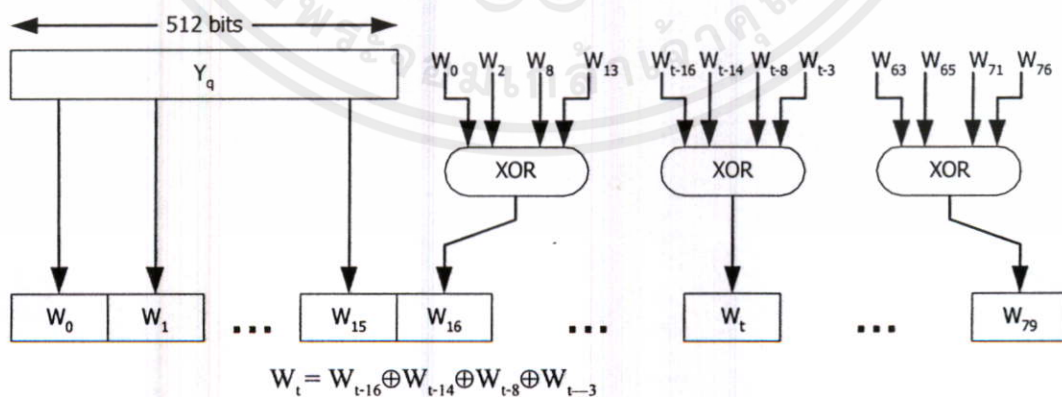 512 bits
Y_q
W_0 W_2 W_8 W_13
W_t-16 W_t-14 W_t-8 W_t-3
W_63 W_65 W_71 W_76
XOR
XOR
XOR
W_0 W_1 ... W_15 W_16 ... W_t ... W_79
W_t = W_t-16⊕W_t-14⊕W_t-8⊕W_t—3